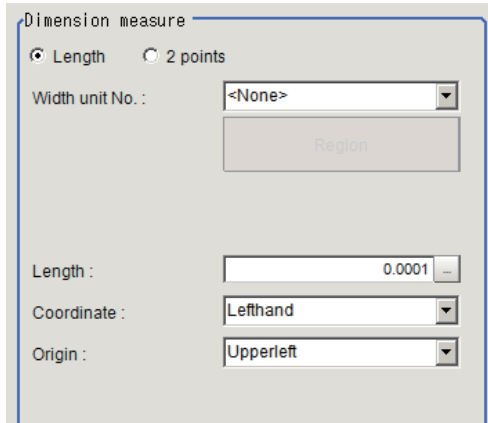 Dimension measure
Length 2 points
Width unit No. : <None>
Region
Length : 0.0001 ...
Coordinate : Lefthand
Origin : Upperleft